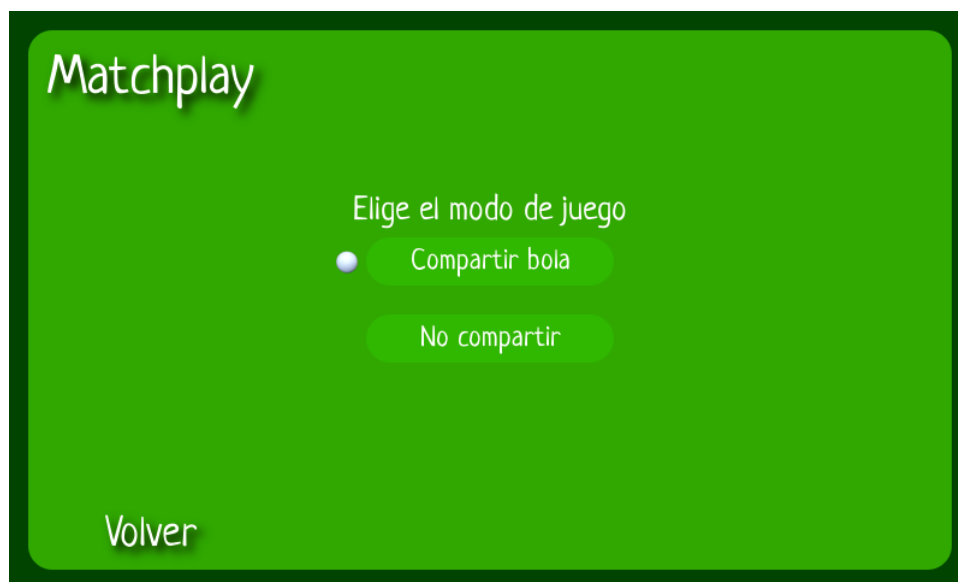 Matchplay
Elige el modo de juego
Compartir bola
No compartir
Volver